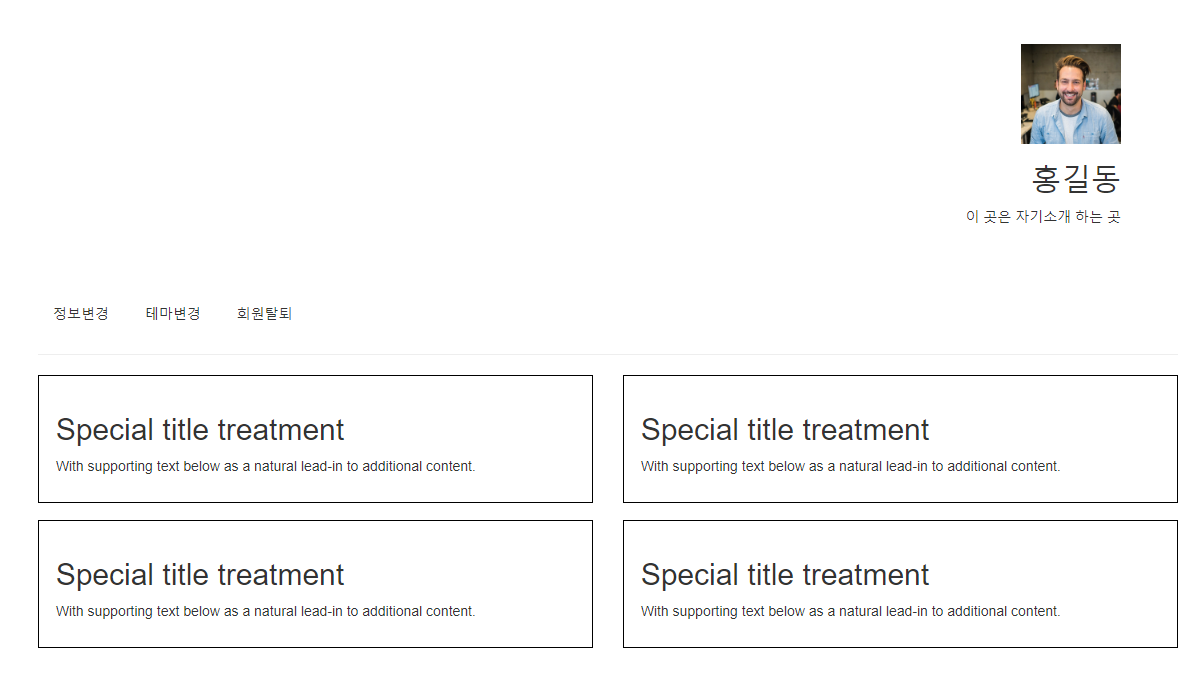 홍길동
이 곳은 자기소개 하는 곳
정보변경 테마변경 회원탈퇴
Special title treatment
With supporting text below as a natural lead-in to additional content.
Special title treatment
With supporting text below as a natural lead-in to additional content.
Special title treatment
With supporting text below as a natural lead-in to additional content.
Special title treatment
With supporting text below as a natural lead-in to additional content.